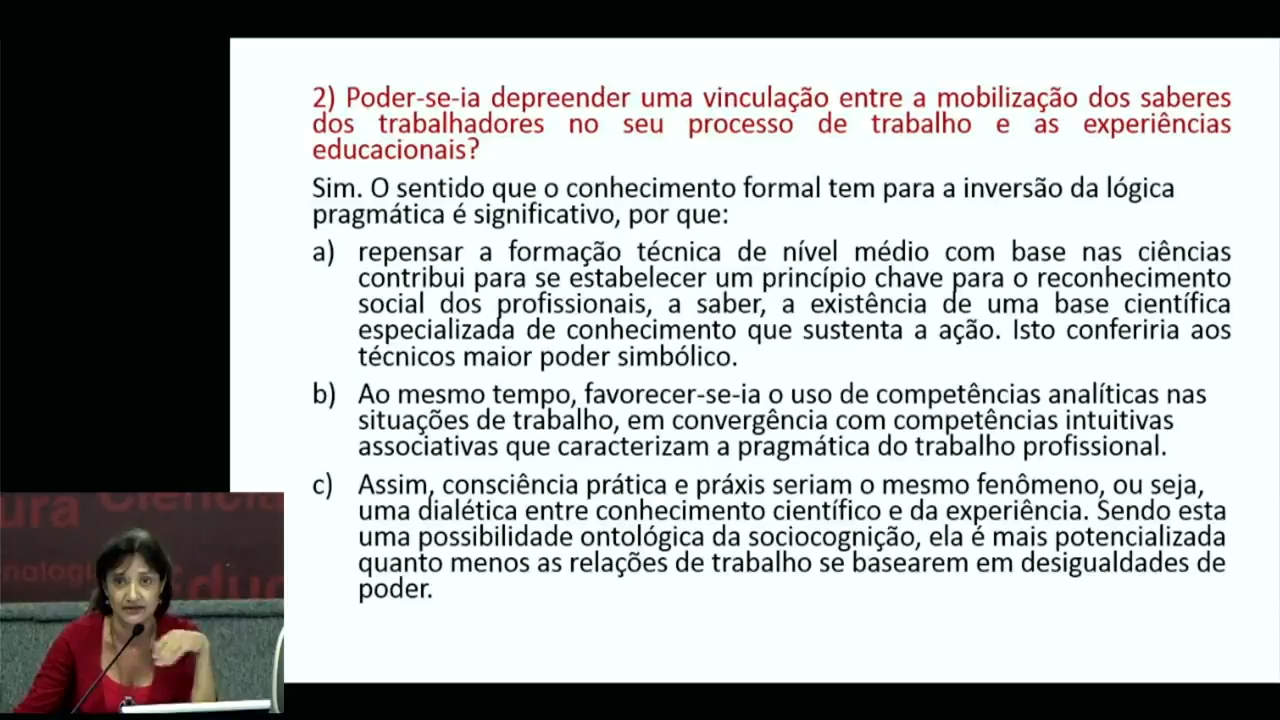 2) Poder-se-ia depreender uma vinculação entre a mobilização dos saberes
dos trabalhadores no seu processo de trabalho e as experiências
educacionais?
Sim. O sentido que o conhecimento formal tem para a inversão da lógica
pragmática é significativo, por que:
a) repensar a formação técnica de nível médio com base nas ciências
contribui para se estabelecer um princípio chave para o reconhecimento
social dos profissionais, a saber, a existência de uma base científica
especializada de conhecimento que sustenta a ação. Isto conferiria aos
técnicos maior poder simbólico.
b) Ao mesmo tempo, favorecer-se-ia o uso de competências analíticas nas
situações de trabalho, em convergência com competências intuitivas
associativas que caracterizam a pragmática do trabalho profissional.
c) Assim, consciência prática e práxis seriam o mesmo fenômeno, ou seja,
uma dialética entre conhecimento científico e da experiência. Sendo esta
uma possibilidade ontológica da sociocognição, ela é mais potencializada
quanto menos as relações de trabalho se basearem em desigualdades de
poder.